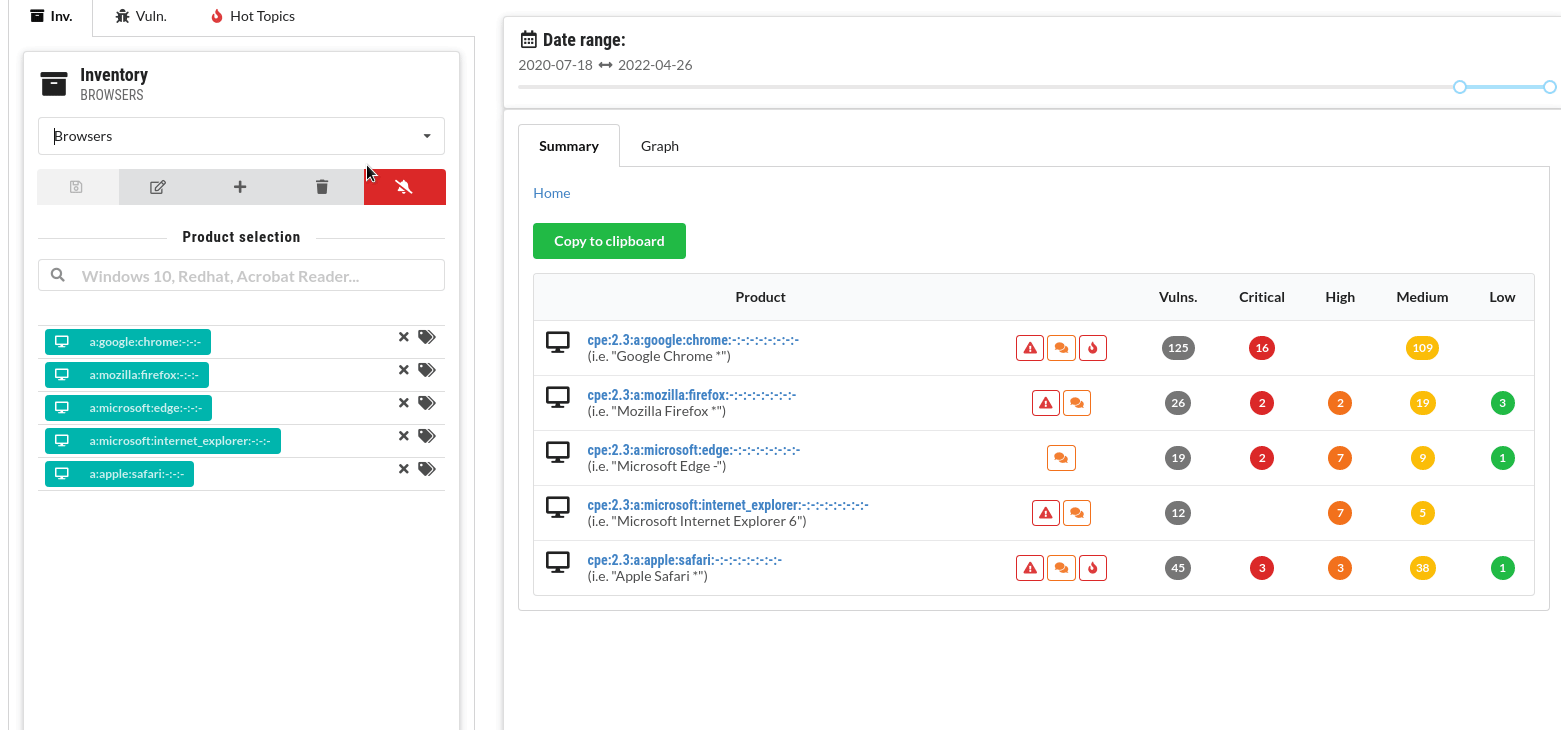 Inv.
Vuln.
Hot Topics
Inventory
BROWSERS
Browsers
Product selection
Windows 10, Redhat, Acrobat Reader...
a:google:chrome:-:-:-
a:mozilla:firefox:-:-:-
a:microsoft:edge:-:-:-
a:microsoft:internet_explorer:-:-:-
a:apple:safari:-:-:-
Date range:
2020-07-18 ↔ 2022-04-26
Summary
Graph
Home
Copy to clipboard
Product Vulns. Critical High Medium Low
cpe:2.3:a:google:chrome:-:-:-:-:-:-:-:-
(i.e. "Google Chrome *") 125 16 109
cpe:2.3:a:mozilla:firefox:-:-:-:-:-:-:-:-
(i.e. "Mozilla Firefox *") 26 2 2 19 3
cpe:2.3:a:microsoft:edge:-:-:-:-:-:-:-:-
(i.e. "Microsoft Edge -") 19 2 7 9 1
cpe:2.3:a:microsoft:internet_explorer:-:-:-:-:-:-:-:-
(i.e. "Microsoft Internet Explorer 6") 12 7 5
cpe:2.3:a:apple:safari:-:-:-:-:-:-:-:-
(i.e. "Apple Safari *") 45 3 3 38 1